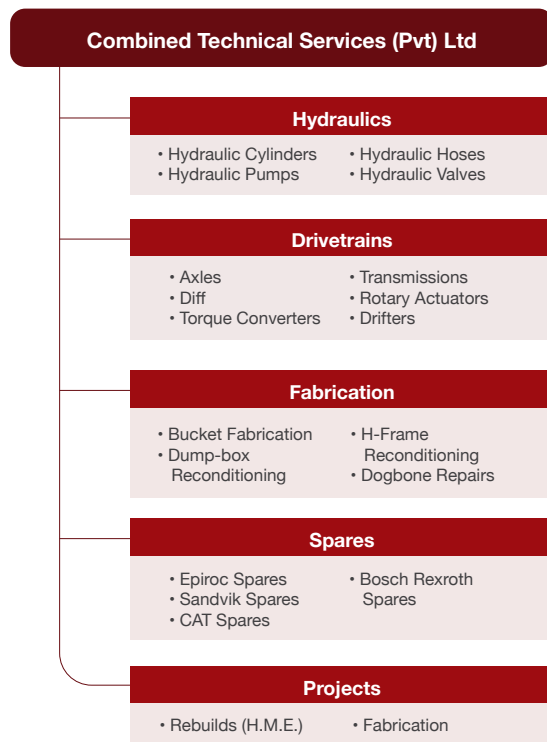 Combined Technical Services (Pvt) Ltd
Hydraulics
• Hydraulic Cylinders
• Hydraulic Pumps
• Hydraulic Hoses
• Hydraulic Valves
Drivetrains
• Axles
• Diff
• Torque Converters
• Transmissions
• Rotary Actuators
• Drifters
Fabrication
• Bucket Fabrication
• Dump-box
Reconditioning
• H-Frame
Reconditioning
• Dogbone Repairs
Spares
• Epiroc Spares
• Sandvik Spares
• CAT Spares
• Bosch Rexroth
Spares
Projects
• Rebuilds (H.M.E.)
• Fabrication